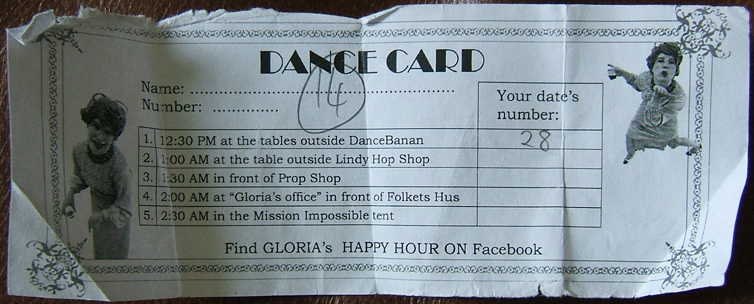 DANCE CARD
Name: ......................................................
Number: ..............
14
Your date's
number:
1. 12:30 PM at the tables outside DanceBanan
28
2. 1:00 AM at the table outside Lindy Hop Shop
3. 1:30 AM in front of Prop Shop
4. 2:00 AM at "Gloria's office" in front of Folkets Hus
5. 2:30 AM in the Mission Impossible tent
Find GLORIA's HAPPY HOUR ON Facebook